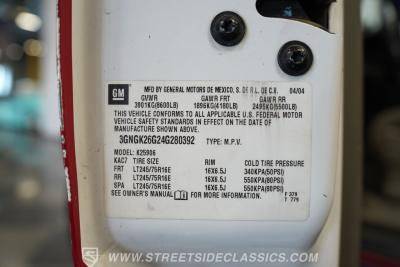 GM
MFD BY GENERAL MOTORS DE MEXICO, S. DE R.L. DE C.V. 04/04
GVWR GAWR FRT GAWR RR
3901KG(8600LB) 1896KG(4180LB) 2495KG(5500LB)
THIS VEHICLE CONFORMS TO ALL APPLICABLE U.S. FEDERAL MOTOR
VEHICLE SAFETY STANDARDS IN EFFECT ON THE DATE OF
MANUFACTURE SHOWN ABOVE.
3GNGK26G24G280392 TYPE: M.P.V.
MODEL: K25906
KAC7 TIRE SIZE RIM COLD TIRE PRESSURE
FRT LT245/75R16E 16X6.5J 340KPA(50PSI)
RR LT245/75R16E 16X6.5J 550KPA(80PSI)
SPA LT245/75R16E 16X6.5J 550KPA(80PSI)
SEE OWNER'S MANUAL FOR MORE INFORMATION.
F 379
T 779
WWW.STREETSIDECLASSICS.COM